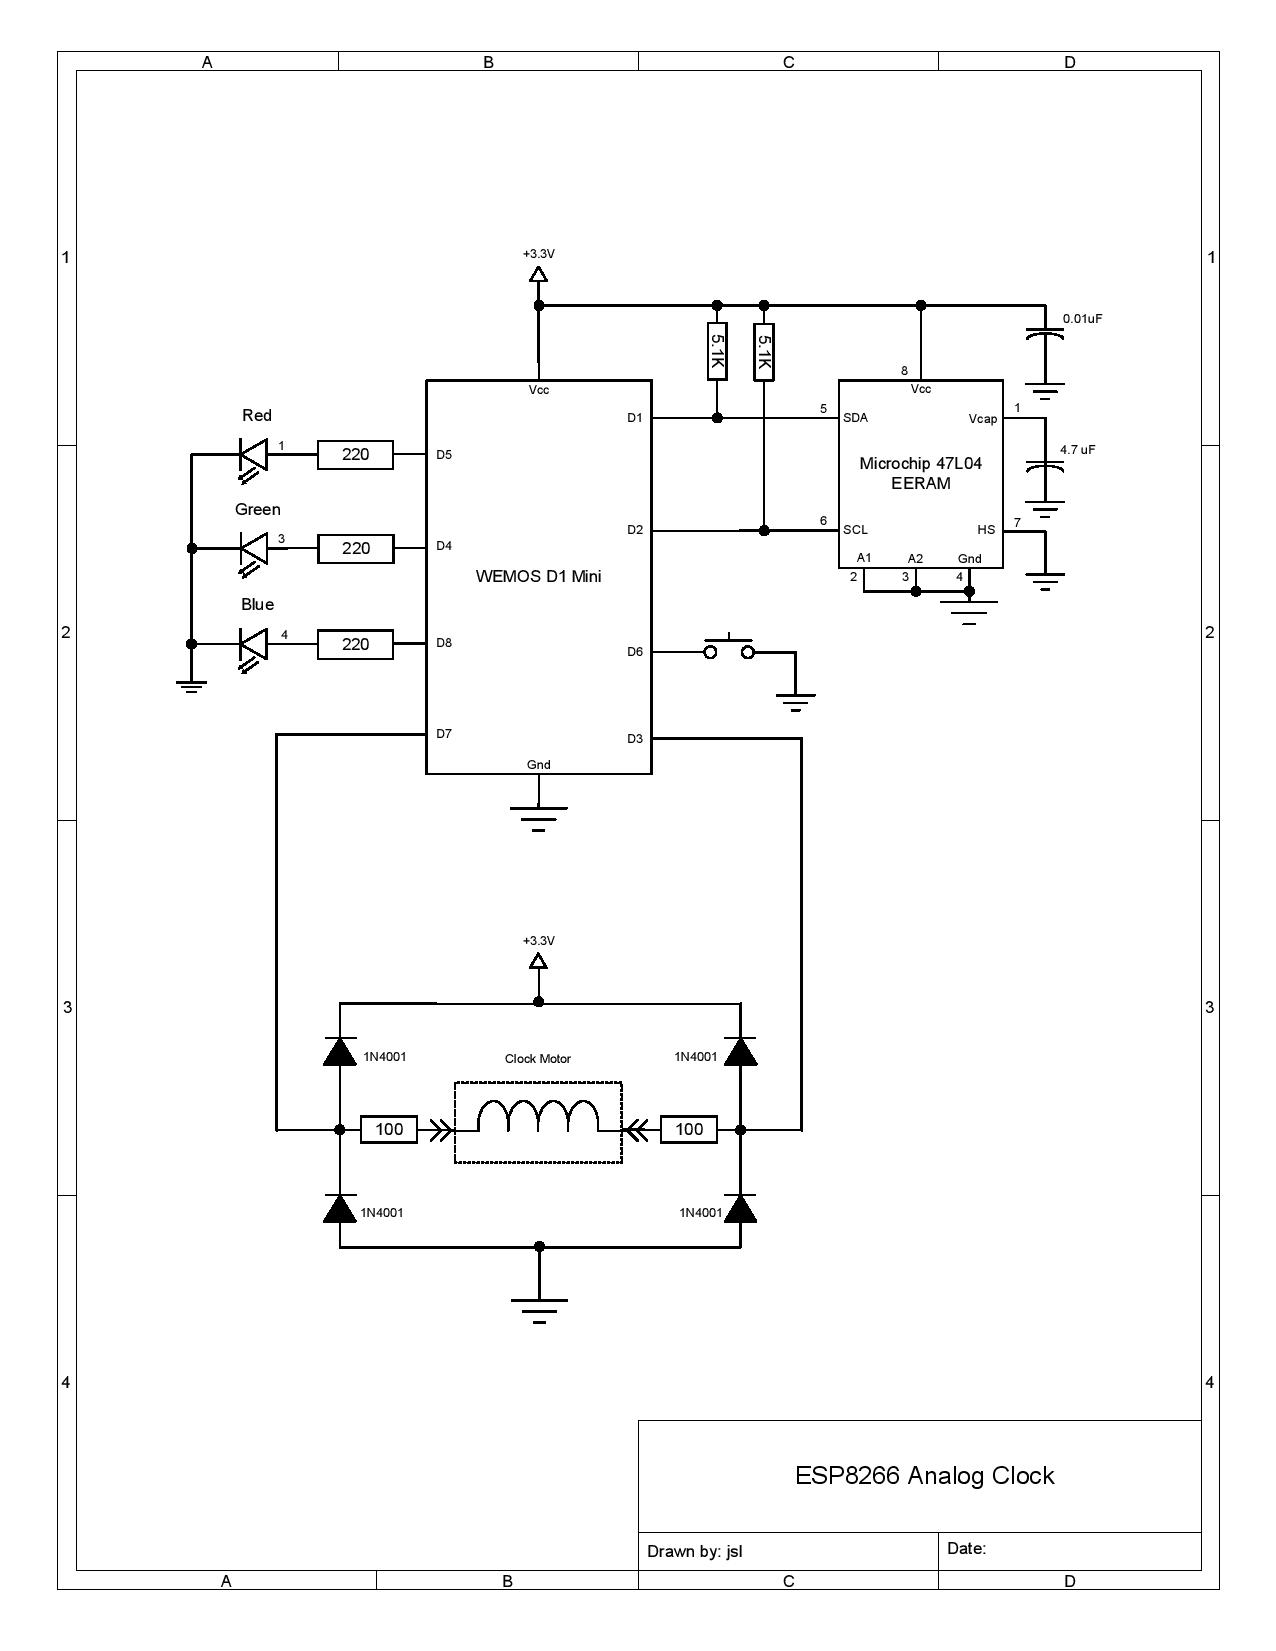 A B C D
1 1
+3.3V
0.01uF
5.1K 5.1K
8
Vcc Vcc
Red
D1 5 SDA Vcap 1
1 220 D5
4.7 uF
Microchip 47L04
EERAM
Green
3 220 D4
D2 6 SCL HS 7
A1 A2 Gnd
2 3 4
WEMOS D1 Mini
Blue
4 220 D8
2 2
D6
D7 D3
Gnd
+3.3V
3 3
1N4001 Clock Motor 1N4001
100 100
1N4001 1N4001
4 4
ESP8266 Analog Clock
Drawn by: jsl Date:
A B C D